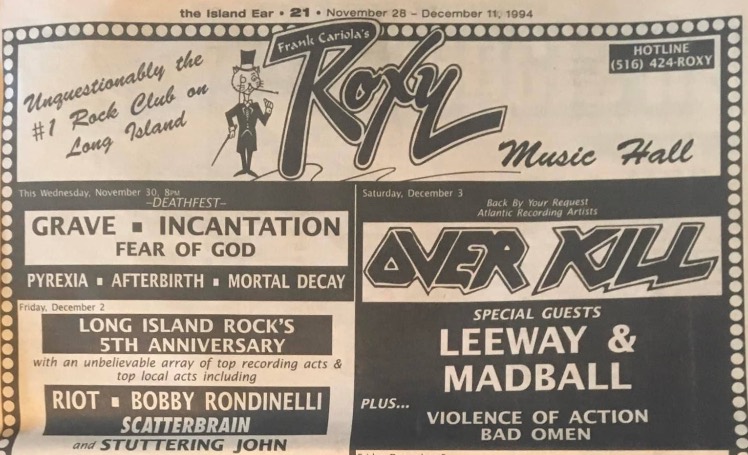 the Island Ear • 21 • November 28 - December 11, 1994
Unquestionably the
#1 Rock Club on
Long Island
Frank Cariola's
Roxy
Music Hall
HOTLINE
(516) 424-ROXY
This Wednesday, November 30, 8PM
-DEATHFEST-
GRAVE ▪ INCANTATION
FEAR OF GOD
PYREXIA ▪ AFTERBIRTH ▪ MORTAL DECAY
Friday, December 2
LONG ISLAND ROCK'S
5TH ANNIVERSARY
with an unbelievable array of top recording acts &
top local acts including
RIOT ▪ BOBBY RONDINELLI
SCATTERBRAIN
and STUTTERING JOHN
Saturday, December 3
Back By Your Request
Atlantic Recording Artists
OVER KILL
SPECIAL GUESTS
LEEWAY &
MADBALL
PLUS...
VIOLENCE OF ACTION
BAD OMEN